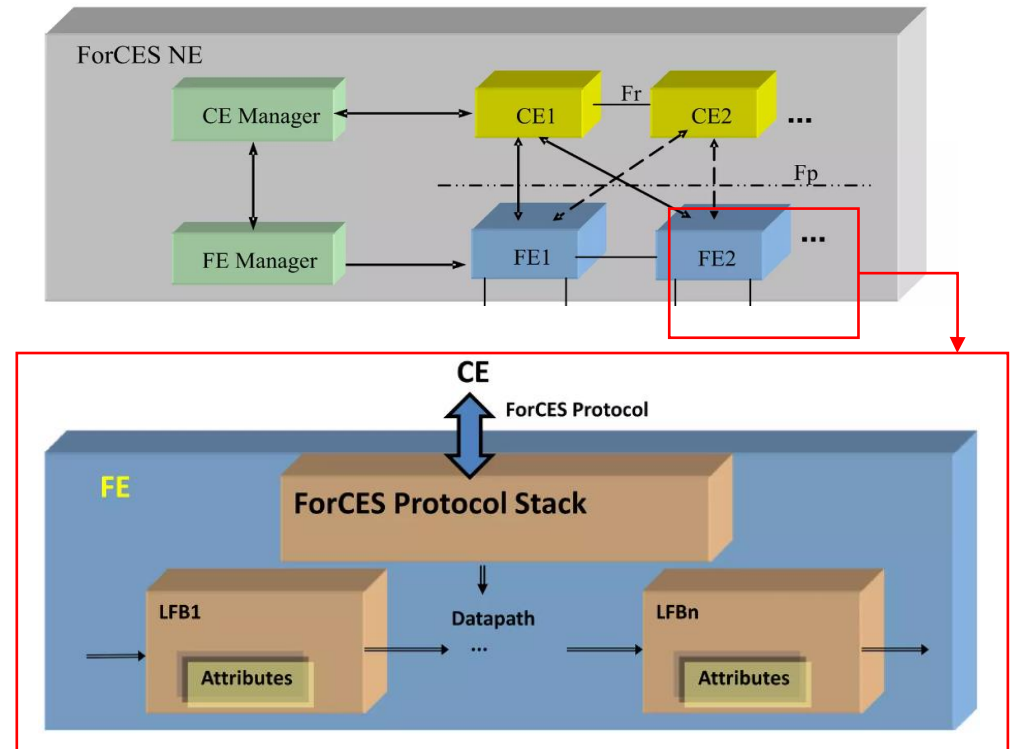 ForCES NE
CE Manager
CE1
Fr
CE2
...
Fp
FE Manager
FE1
FE2
...
CE
ForCES Protocol
FE
ForCES Protocol Stack
LFB1
Datapath
...
LFBn
Attributes
Attributes